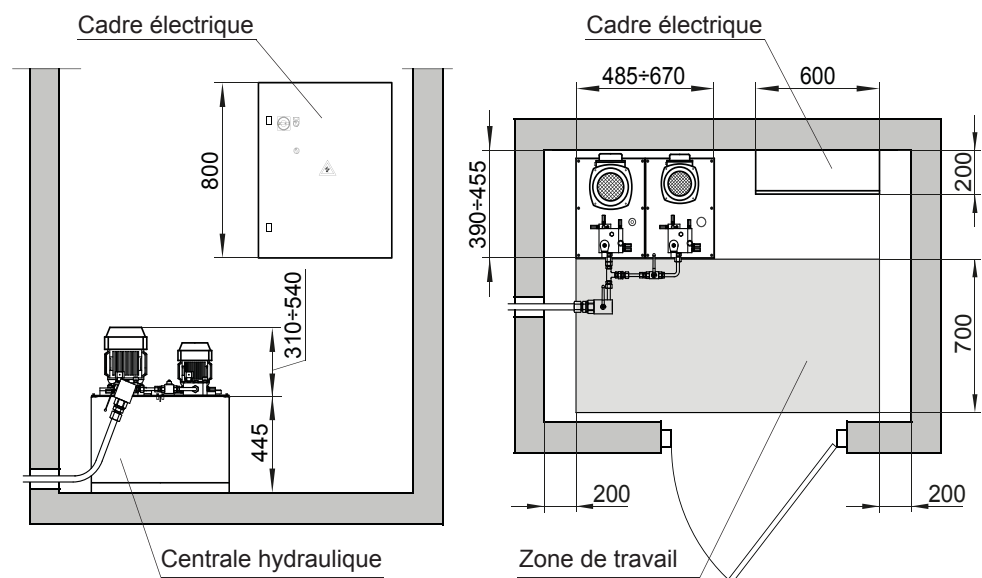 Cadre électrique
800
310÷540
445
Centrale hydraulique
Cadre électrique
485÷670
600
390÷455
200
700
200
200
Zone de travail